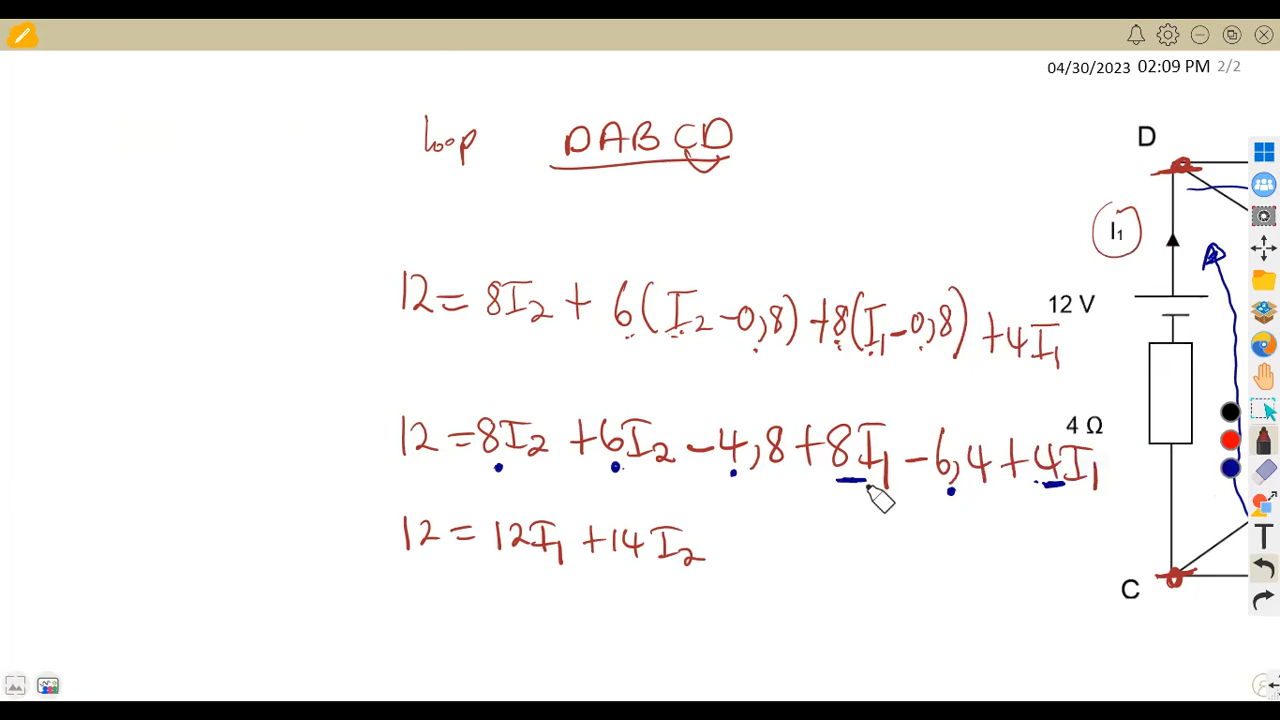 04/30/2023 02:09 PM 2/2
loop DABCD
D
I₁
12 = 8I₂ + 6(I₂ - 0,8) + 8(I₁ - 0,8) + 4I₁
12 V
12 = 8I₂ + 6I₂ - 4,8 + 8I₁ - 6,4 + 4I₁
4 Ω
12 = 12I₁ + 14I₂
C
T